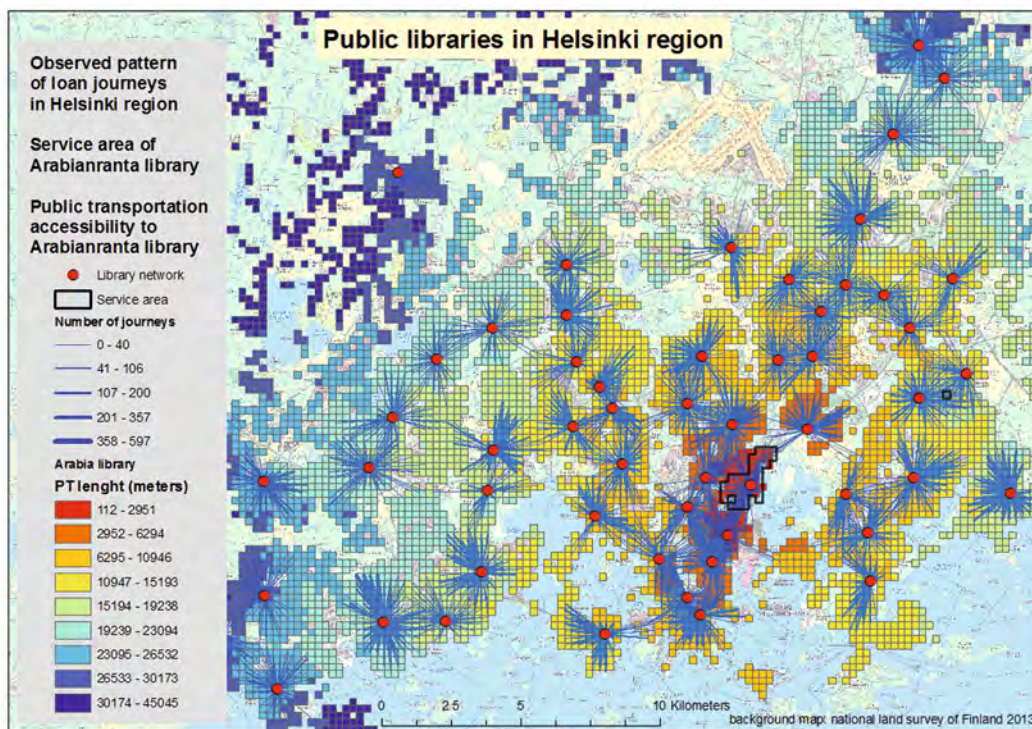 Public libraries in Helsinki region
Observed pattern
of loan journeys
in Helsinki region
Service area of
Arabianranta library
Public transportation
accessibility to
Arabianranta library
Library network
Service area
Number of journeys
0 - 40
41 - 106
107 - 200
201 - 357
358 - 597
Arabia library
PT lenght (meters)
112 - 2951
2952 - 6294
6295 - 10946
10947 - 15193
15194 - 19238
19239 - 23094
23095 - 26532
26533 - 30173
30174 - 45045
0 2.5 5 10 Kilometers
background map: national land survey of Finland 2013